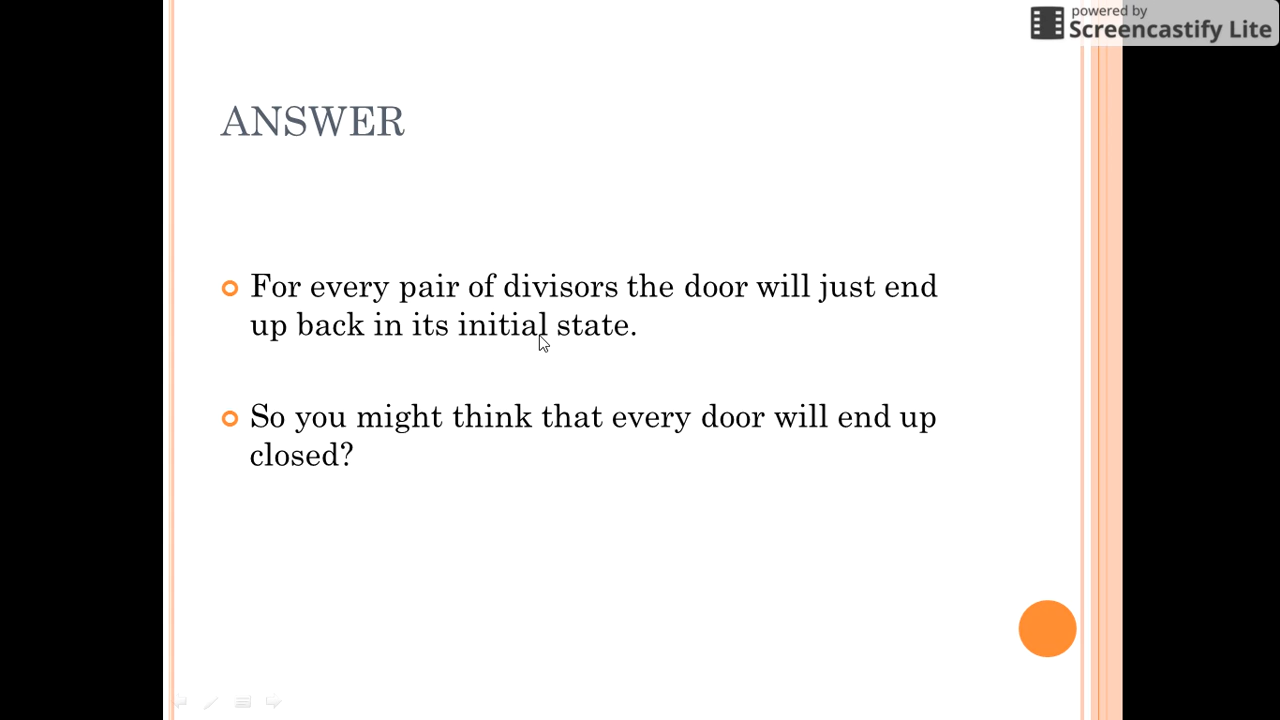 powered by
Screencastify Lite
ANSWER
For every pair of divisors the door will just end
up back in its initial state.
So you might think that every door will end up
closed?